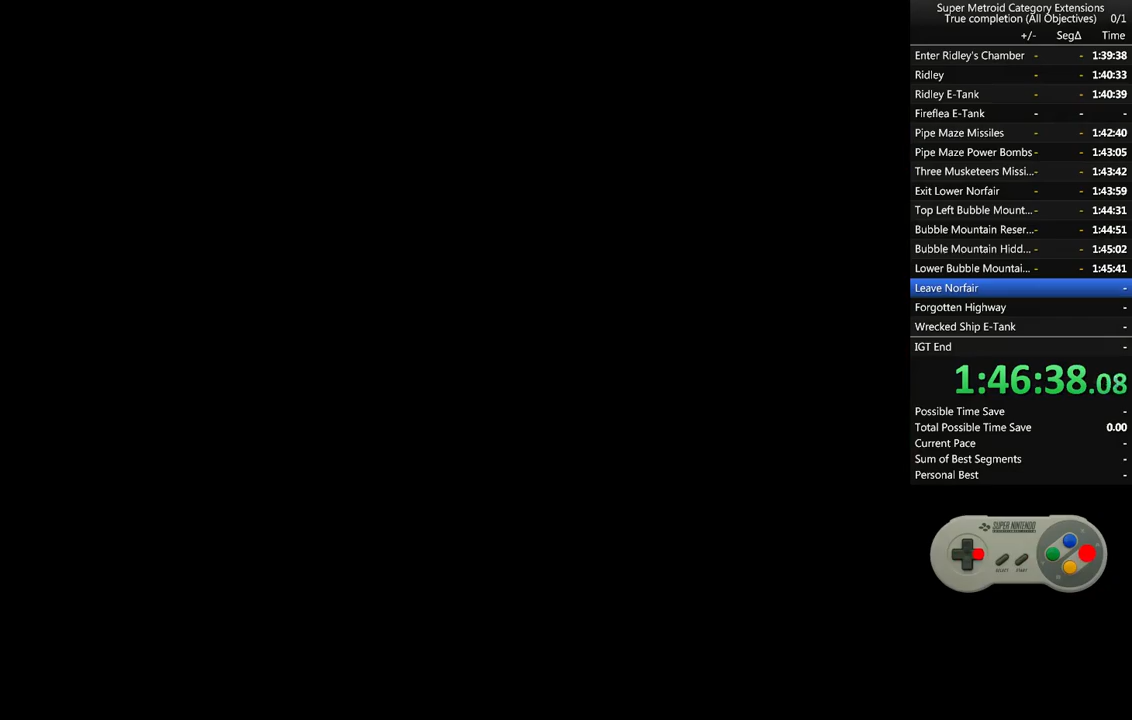 Super Metroid Category Extensions
True completion (All Objectives) 0/1
+/- SegΔ Time
Enter Ridley's Chamber - - 1:39:38
Ridley - - 1:40:33
Ridley E-Tank - - 1:40:39
Fireflea E-Tank - - -
Pipe Maze Missiles - - 1:42:40
Pipe Maze Power Bombs - - 1:43:05
Three Musketeers Missi... - - 1:43:42
Exit Lower Norfair - - 1:43:59
Top Left Bubble Mount... - - 1:44:31
Bubble Mountain Reser... - - 1:44:51
Bubble Mountain Hidd... - - 1:45:02
Lower Bubble Mountai... - - 1:45:41
Leave Norfair -
Forgotten Highway -
Wrecked Ship E-Tank -
IGT End -
1:46:38.08
Possible Time Save -
Total Possible Time Save 0.00
Current Pace -
Sum of Best Segments -
Personal Best -
SUPER NINTENDO
SELECT START